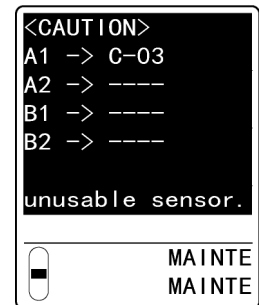 <CAUTION>
A1 -> C-03
A2 -> ----
B1 -> ----
B2 -> ----
unusable sensor.
MAINTE
MAINTE